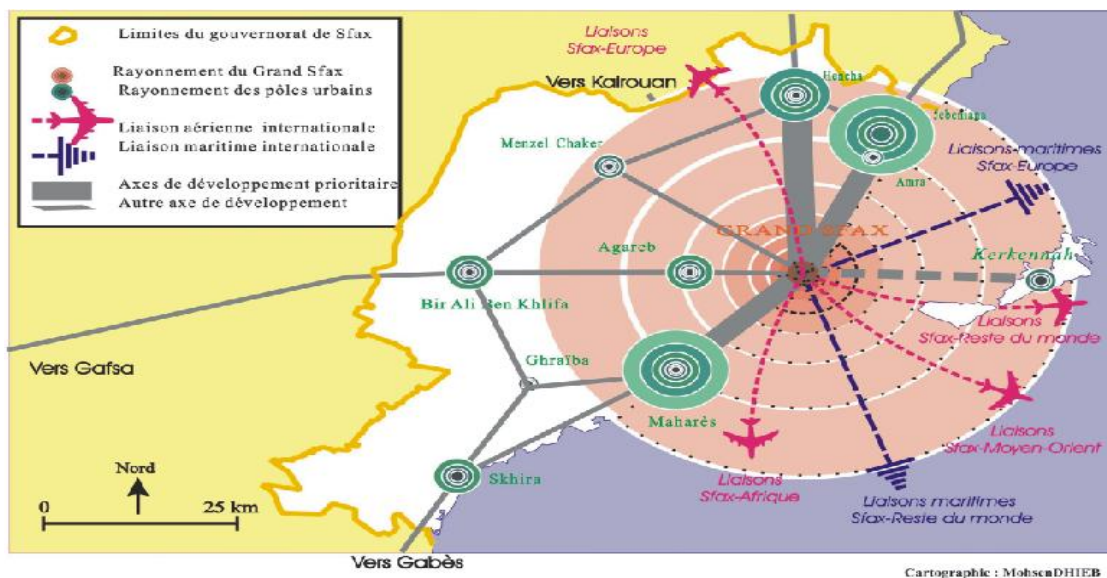 Limites du gouvernorat de Sfax
Rayonnement du Grand Sfax
Rayonnement des pôles urbains
Liaison aérienne internationale
Liaison maritime internationale
Axes de développement prioritaire
Autre axe de développement
Liaisons
Sfax-Europe
Vers Kairouan
Hencha
Menzel Chaker
Liaisons maritimes
Sfax-Europe
Amra
GRAND SFAX
Agareb
Kerkennah
Bir Ali Ben Khlifa
Liaisons
Sfax-Reste du monde
Vers Gafsa
Ghraïba
Maharès
Liaisons
Sfax-Moyen-Orient
Nord
Skhira
Liaisons
Sfax-Afrique
0 25 km
Liaisons maritimes
Sfax-Reste du monde
Vers Gabès
Cartographie : MohsenDHIEB